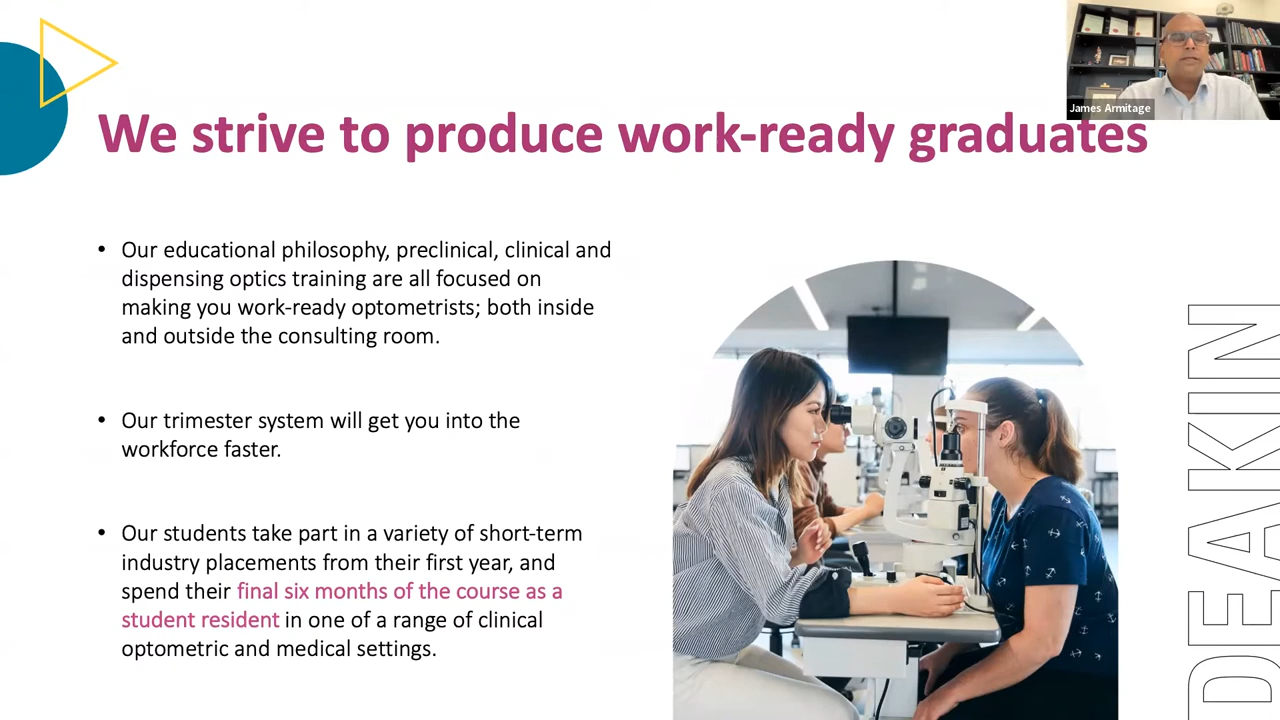 James Armitage
We strive to produce work-ready graduates
• Our educational philosophy, preclinical, clinical and
dispensing optics training are all focused on
making you work-ready optometrists; both inside
and outside the consulting room.
• Our trimester system will get you into the
workforce faster.
• Our students take part in a variety of short-term
industry placements from their first year, and
spend their final six months of the course as a
student resident in one of a range of clinical
optometric and medical settings.
DEAKIN